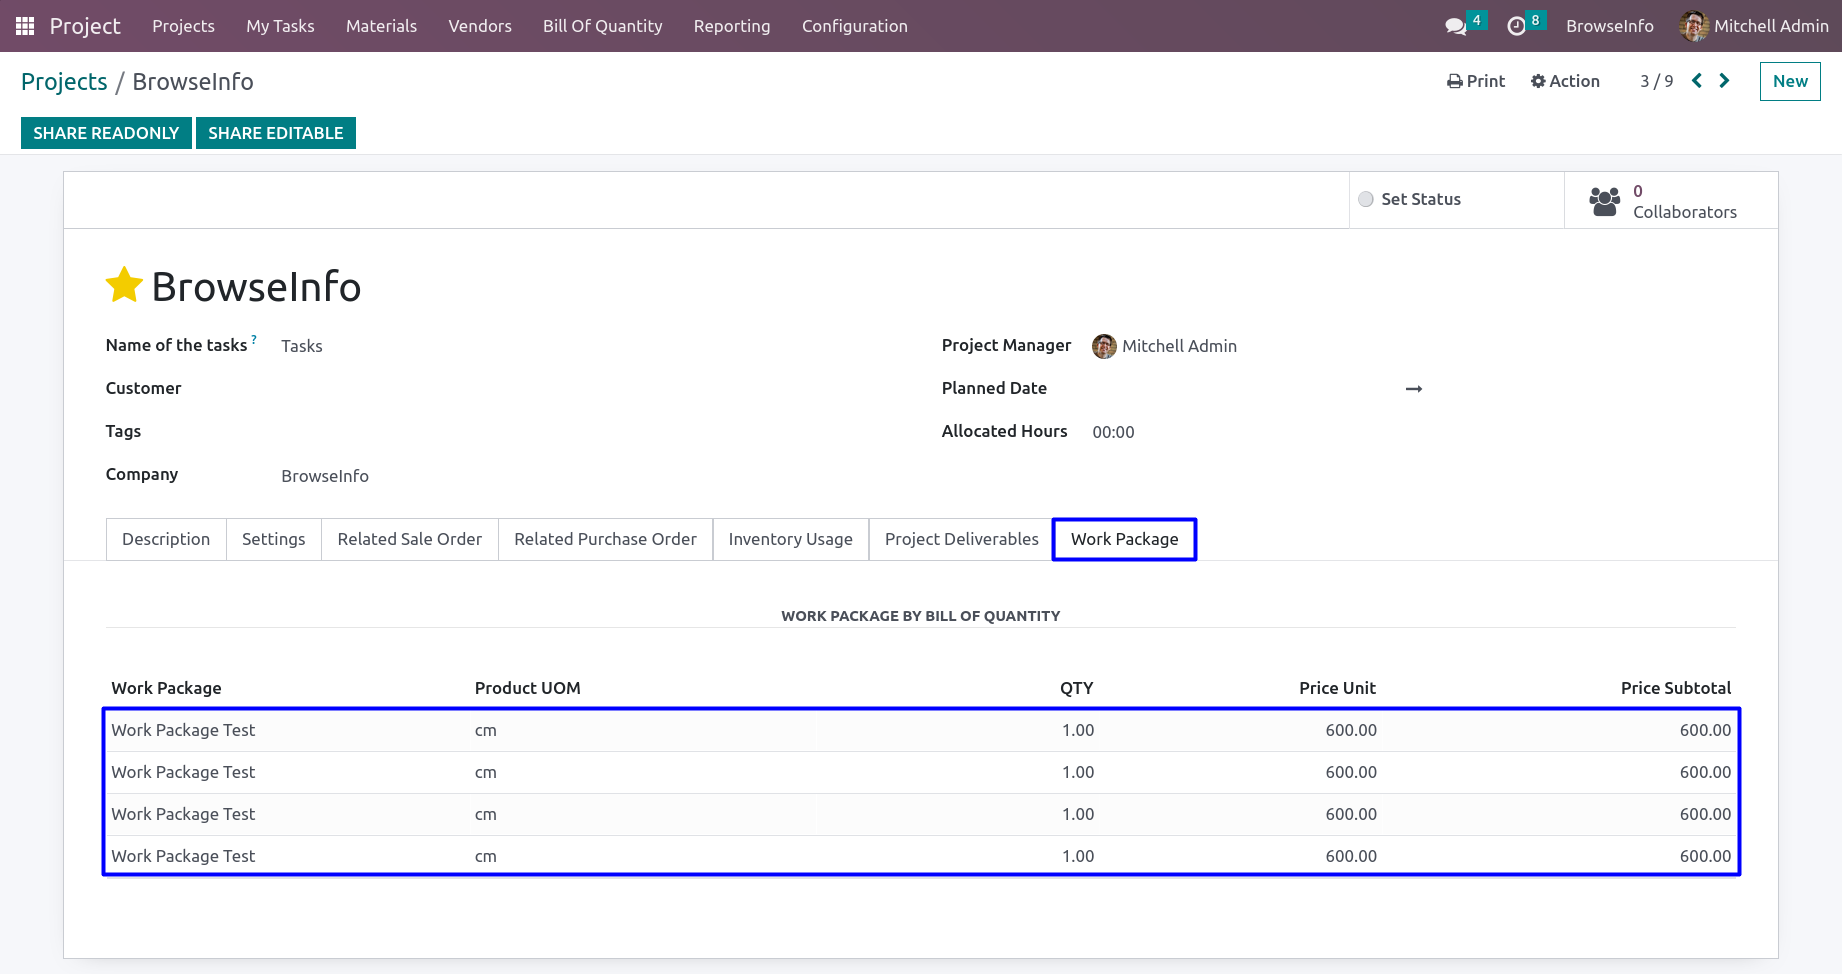 Project Projects My Tasks Materials Vendors Bill Of Quantity Reporting Configuration 4 8 BrowseInfo Mitchell Admin
Projects / BrowseInfo Print Action 3 / 9 New
SHARE READONLY SHARE EDITABLE
Set Status 0 Collaborators
BrowseInfo
Name of the tasks ? Tasks Project Manager Mitchell Admin
Customer Planned Date →
Tags Allocated Hours 00:00
Company BrowseInfo
Description Settings Related Sale Order Related Purchase Order Inventory Usage Project Deliverables Work Package
WORK PACKAGE BY BILL OF QUANTITY
Work Package Product UOM QTY Price Unit Price Subtotal
Work Package Test cm 1.00 600.00 600.00
Work Package Test cm 1.00 600.00 600.00
Work Package Test cm 1.00 600.00 600.00
Work Package Test cm 1.00 600.00 600.00